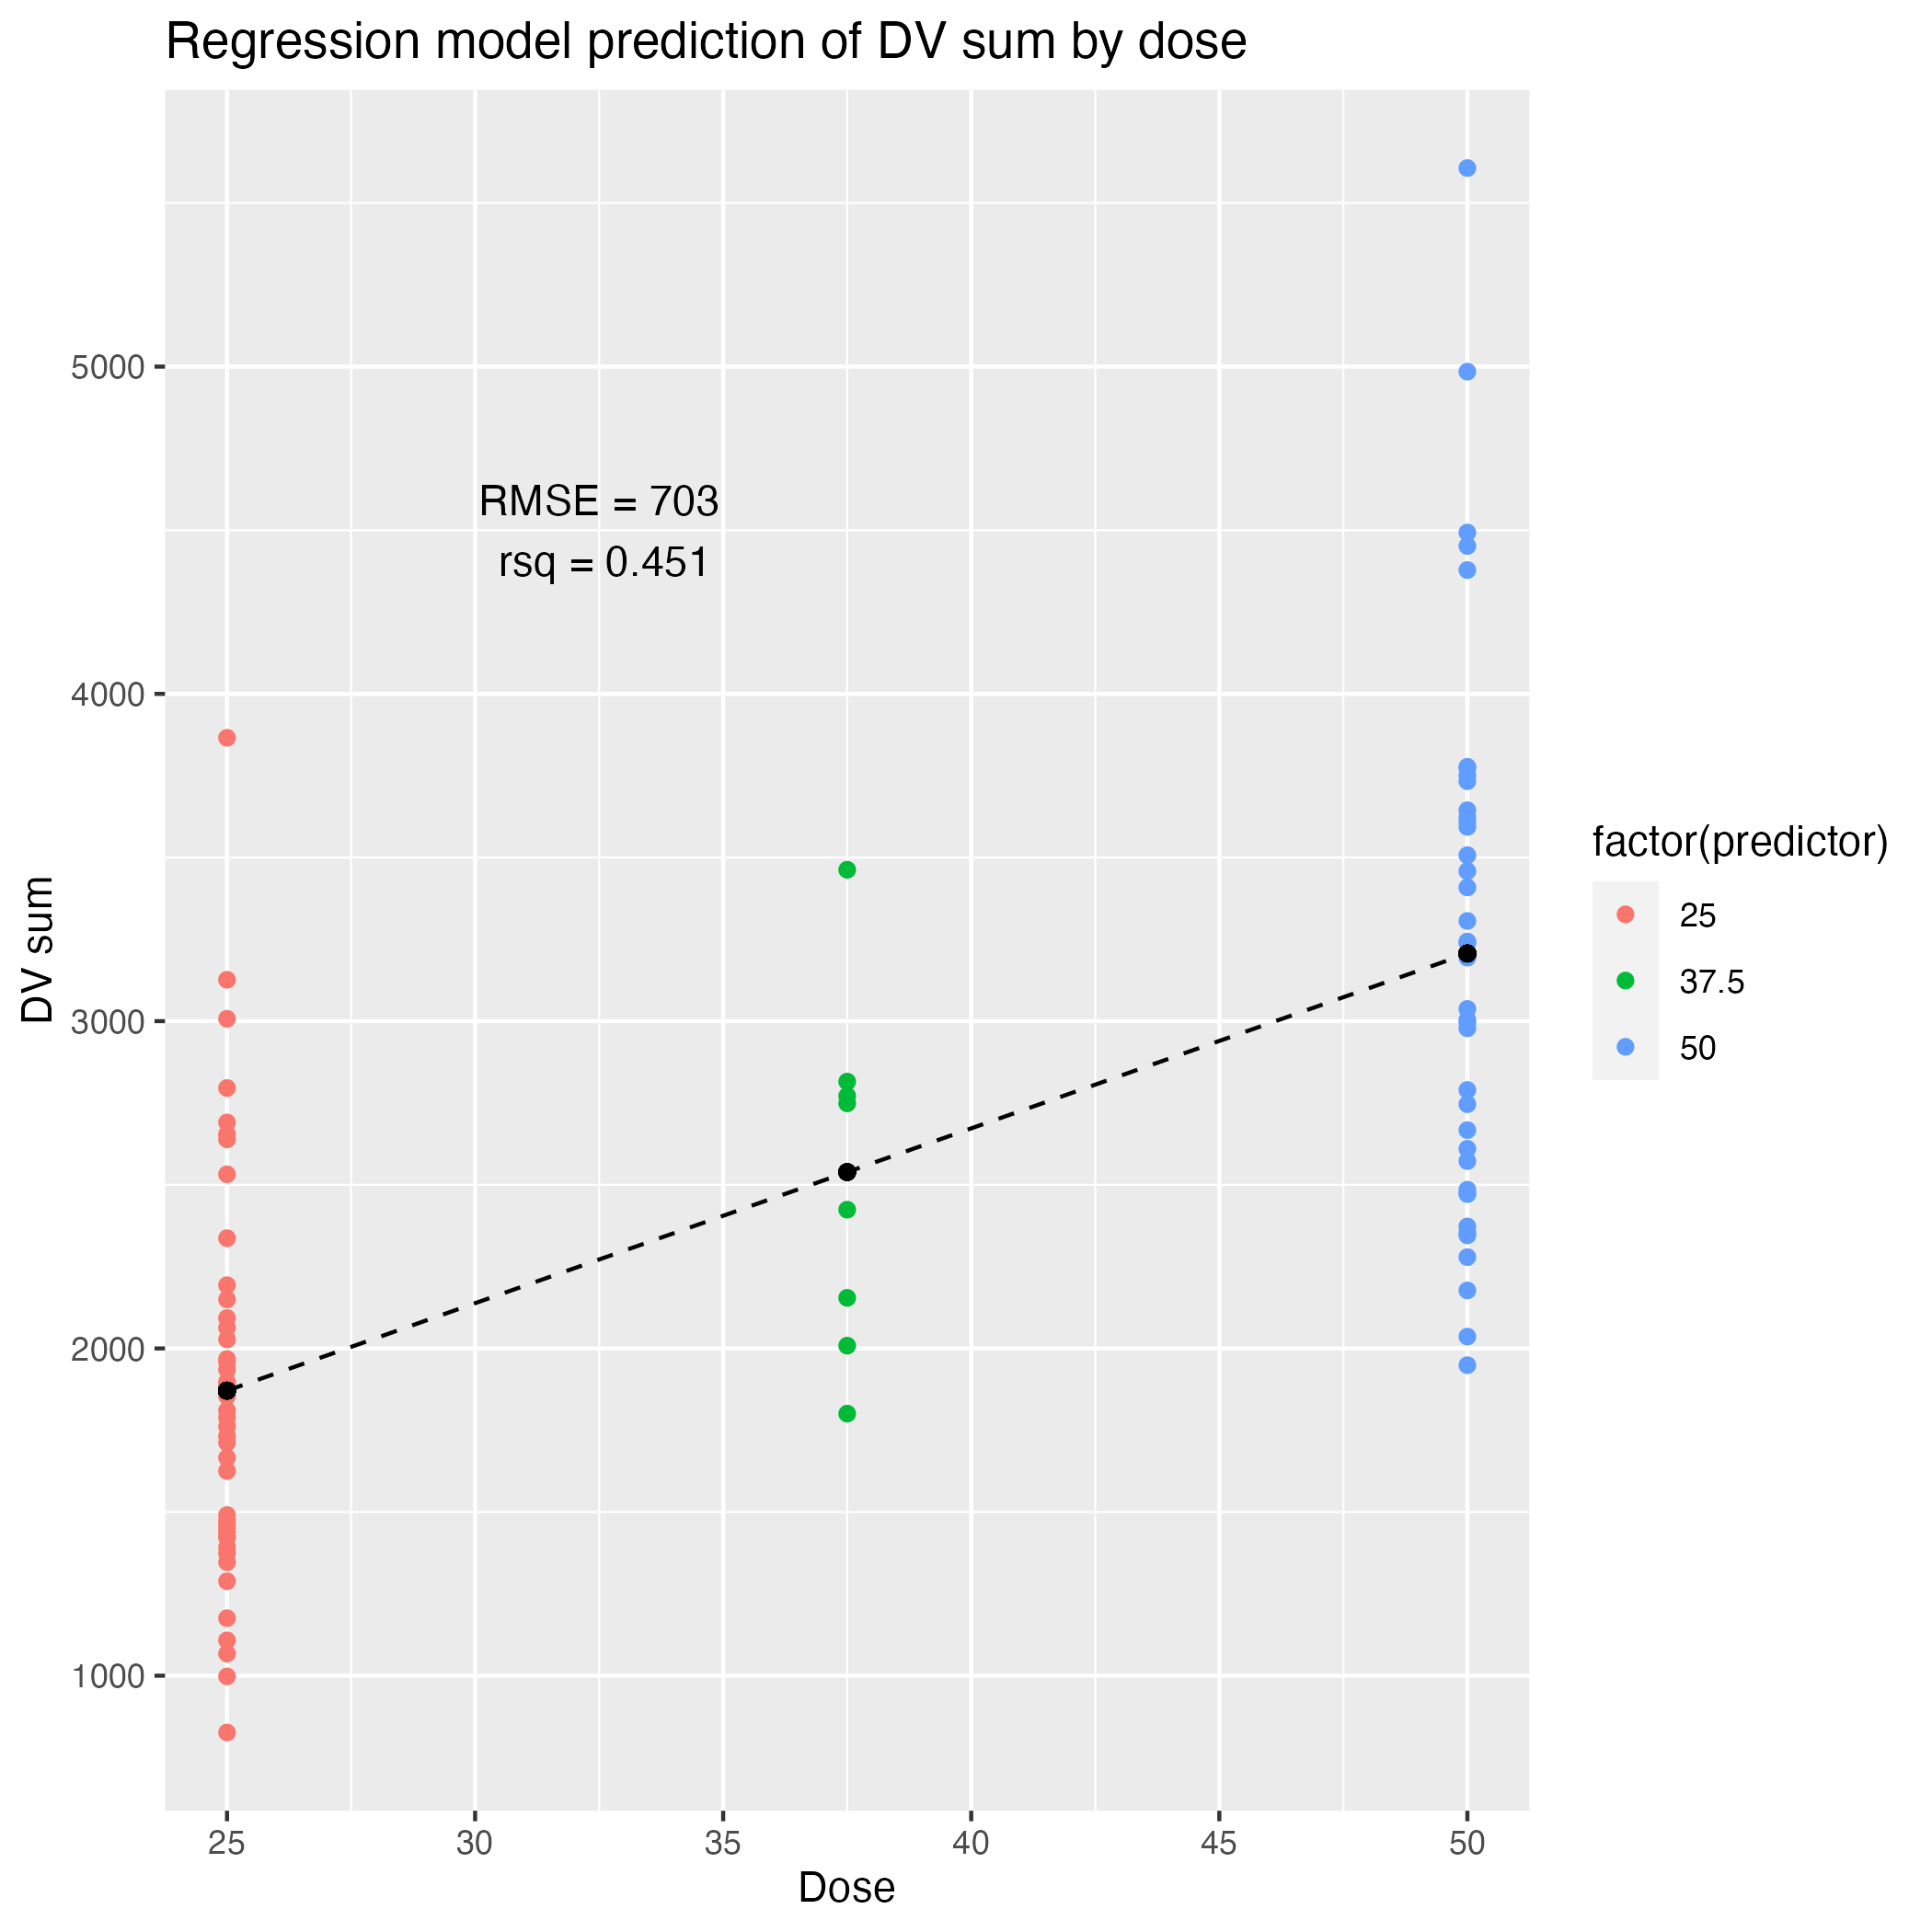 Regression model prediction of DV sum by dose
RMSE = 703
rsq = 0.451
5000
4000
3000
2000
1000
DV sum
25
30
35
40
45
50
Dose
factor(predictor)
25
37.5
50